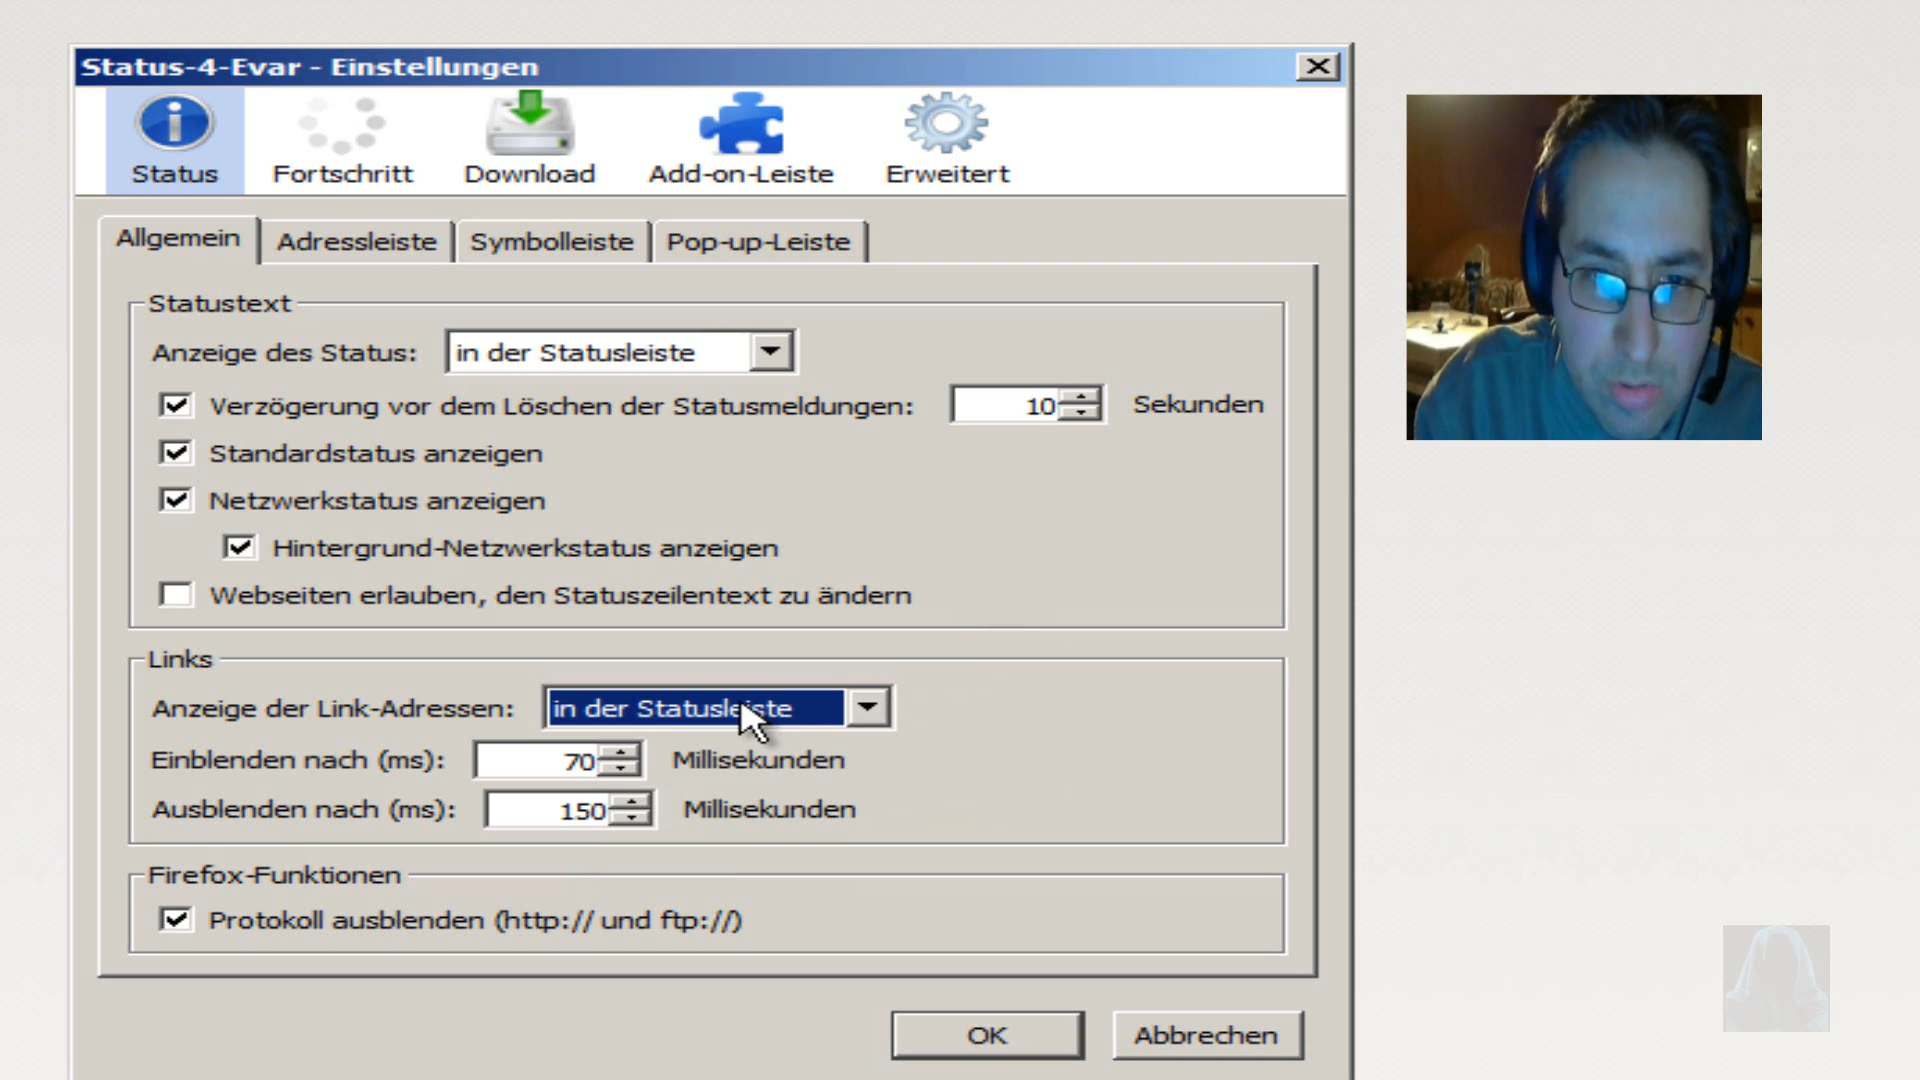 Status-4-Evar - Einstellungen
Status Fortschritt Download Add-on-Leiste Erweitert
Allgemein Adressleiste Symbolleiste Pop-up-Leiste
Statustext
Anzeige des Status: in der Statusleiste
Verzögerung vor dem Löschen der Statusmeldungen: 10 Sekunden
Standardstatus anzeigen
Netzwerkstatus anzeigen
Hintergrund-Netzwerkstatus anzeigen
Webseiten erlauben, den Statuszeilentext zu ändern
Links
Anzeige der Link-Adressen: in der Statusleiste
Einblenden nach (ms): 70 Millisekunden
Ausblenden nach (ms): 150 Millisekunden
Firefox-Funktionen
Protokoll ausblenden (http:// und ftp://)
OK Abbrechen